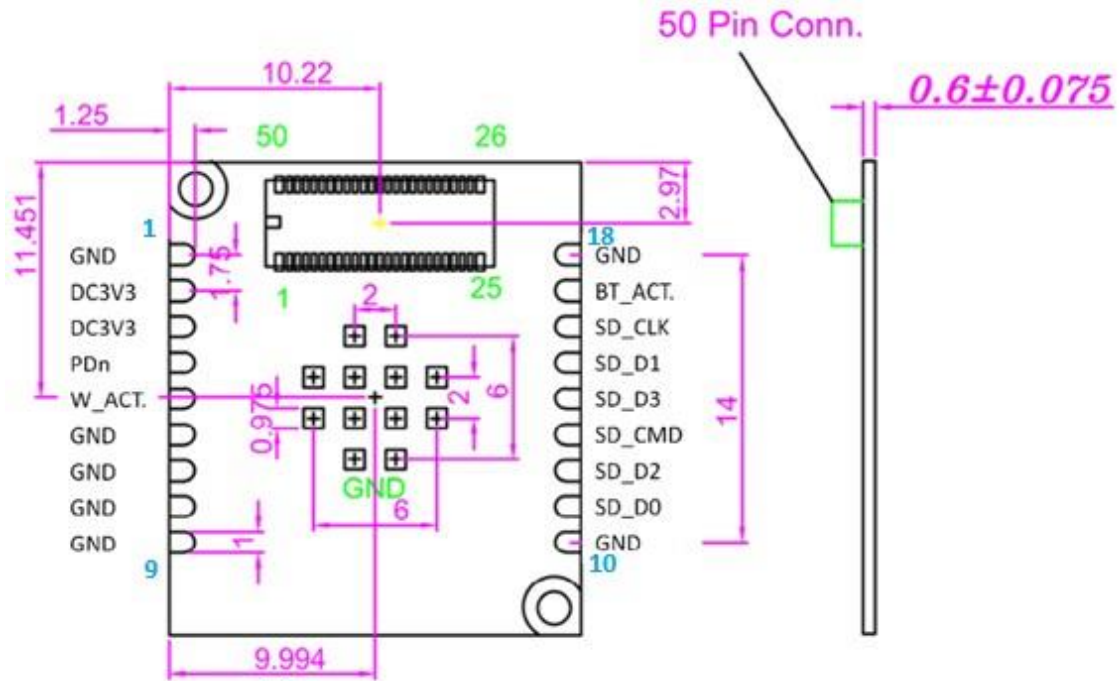 50 Pin Conn.
10.22
0.6±0.075
1.25
50
26
2.97
11.451
1
18
GND
GND
1.75
DC3V3
BT_ACT.
1
25
2
DC3V3
SD_CLK
PDn
SD_D1
6
2
W_ACT.
SD_D3
0.975
14
GND
SD_CMD
GND
SD_D2
GND
GND
6
SD_D0
GND
1
GND
9
10
9.994